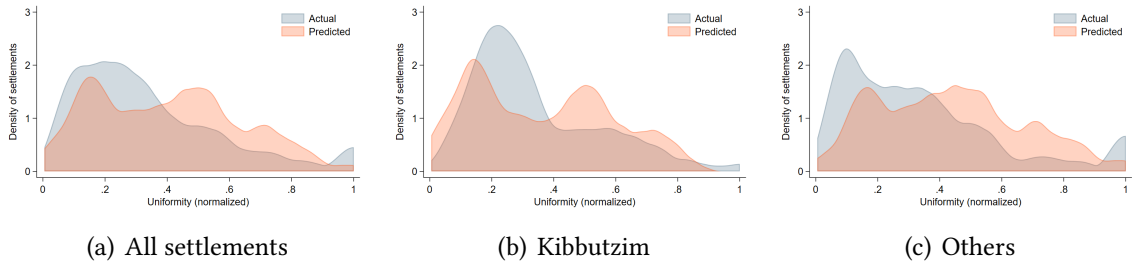 3
2
1
0
Density of settlements
Actual
Predicted
0 .2 .4 .6 .8 1
Uniformity (normalized)
(a) All settlements
3
2
1
0
Density of settlements
Actual
Predicted
0 .2 .4 .6 .8 1
Uniformity (normalized)
(b) Kibbutzim
3
2
1
0
Density of settlements
Actual
Predicted
0 .2 .4 .6 .8 1
Uniformity (normalized)
(c) Others